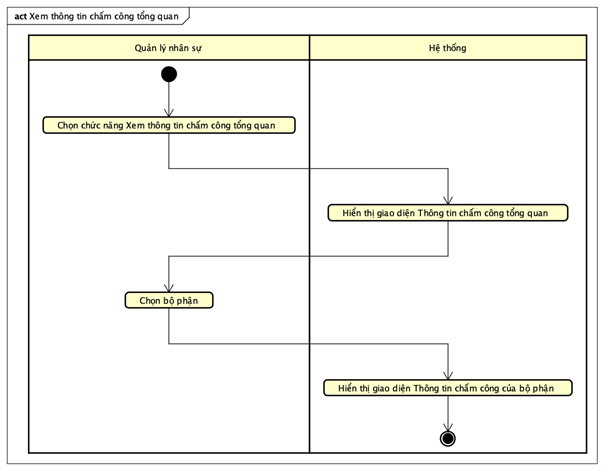 act Xem thông tin chấm công tổng quan
Quản lý nhân sự
Hệ thống
Chọn chức năng Xem thông tin chấm công tổng quan
Hiển thị giao diện Thông tin chấm công tổng quan
Chọn bộ phận
Hiển thị giao diện Thông tin chấm công của bộ phận